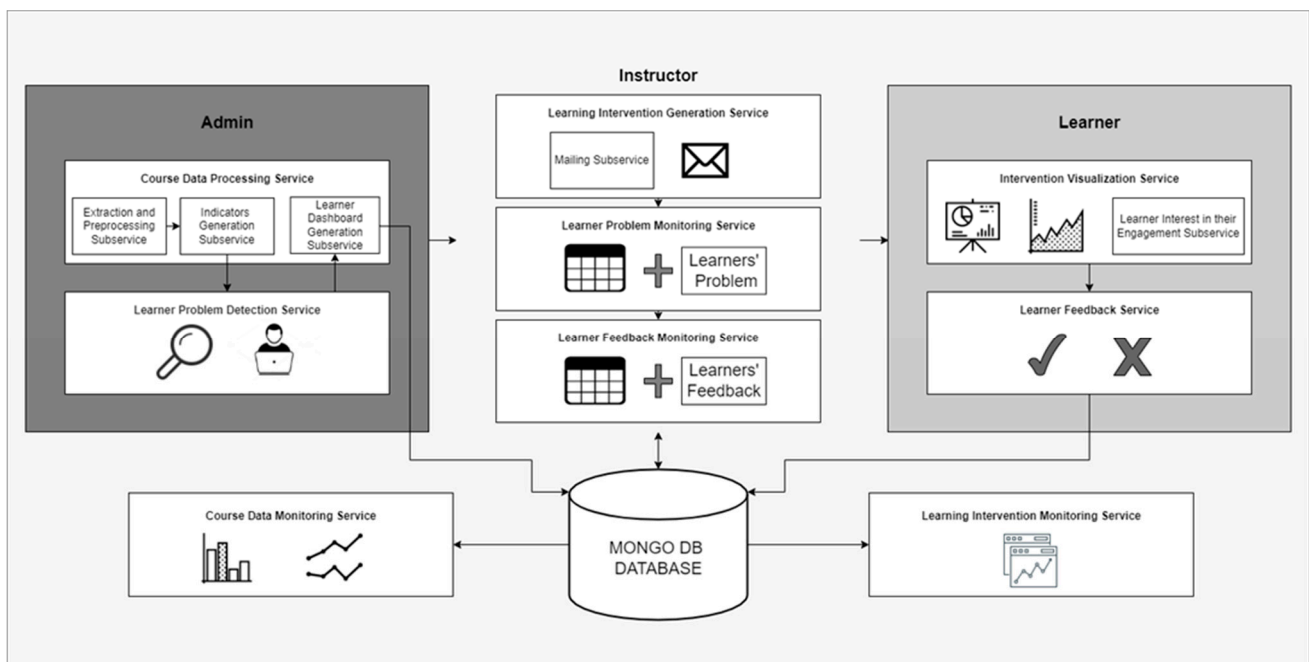 Admin
Course Data Processing Service
Extraction and
Preprocessing
Subservice
Indicators
Generation
Subservice
Learner
Dashboard
Generation
Subservice
Learner Problem Detection Service
Instructor
Learning Intervention Generation Service
Mailing Subservice
Learner Problem Monitoring Service
Learners'
Problem
Learner Feedback Monitoring Service
Learners'
Feedback
Learner
Intervention Visualization Service
Learner Interest in their
Engagement Subservice
Learner Feedback Service
Course Data Monitoring Service
MONGO DB
DATABASE
Learning Intervention Monitoring Service